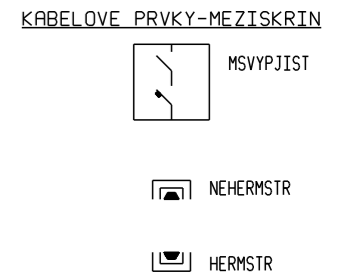 KABELOVE PRVKY-MEZISKRIN
MSVYPJIST
NEHERMSTR
HERMSTR